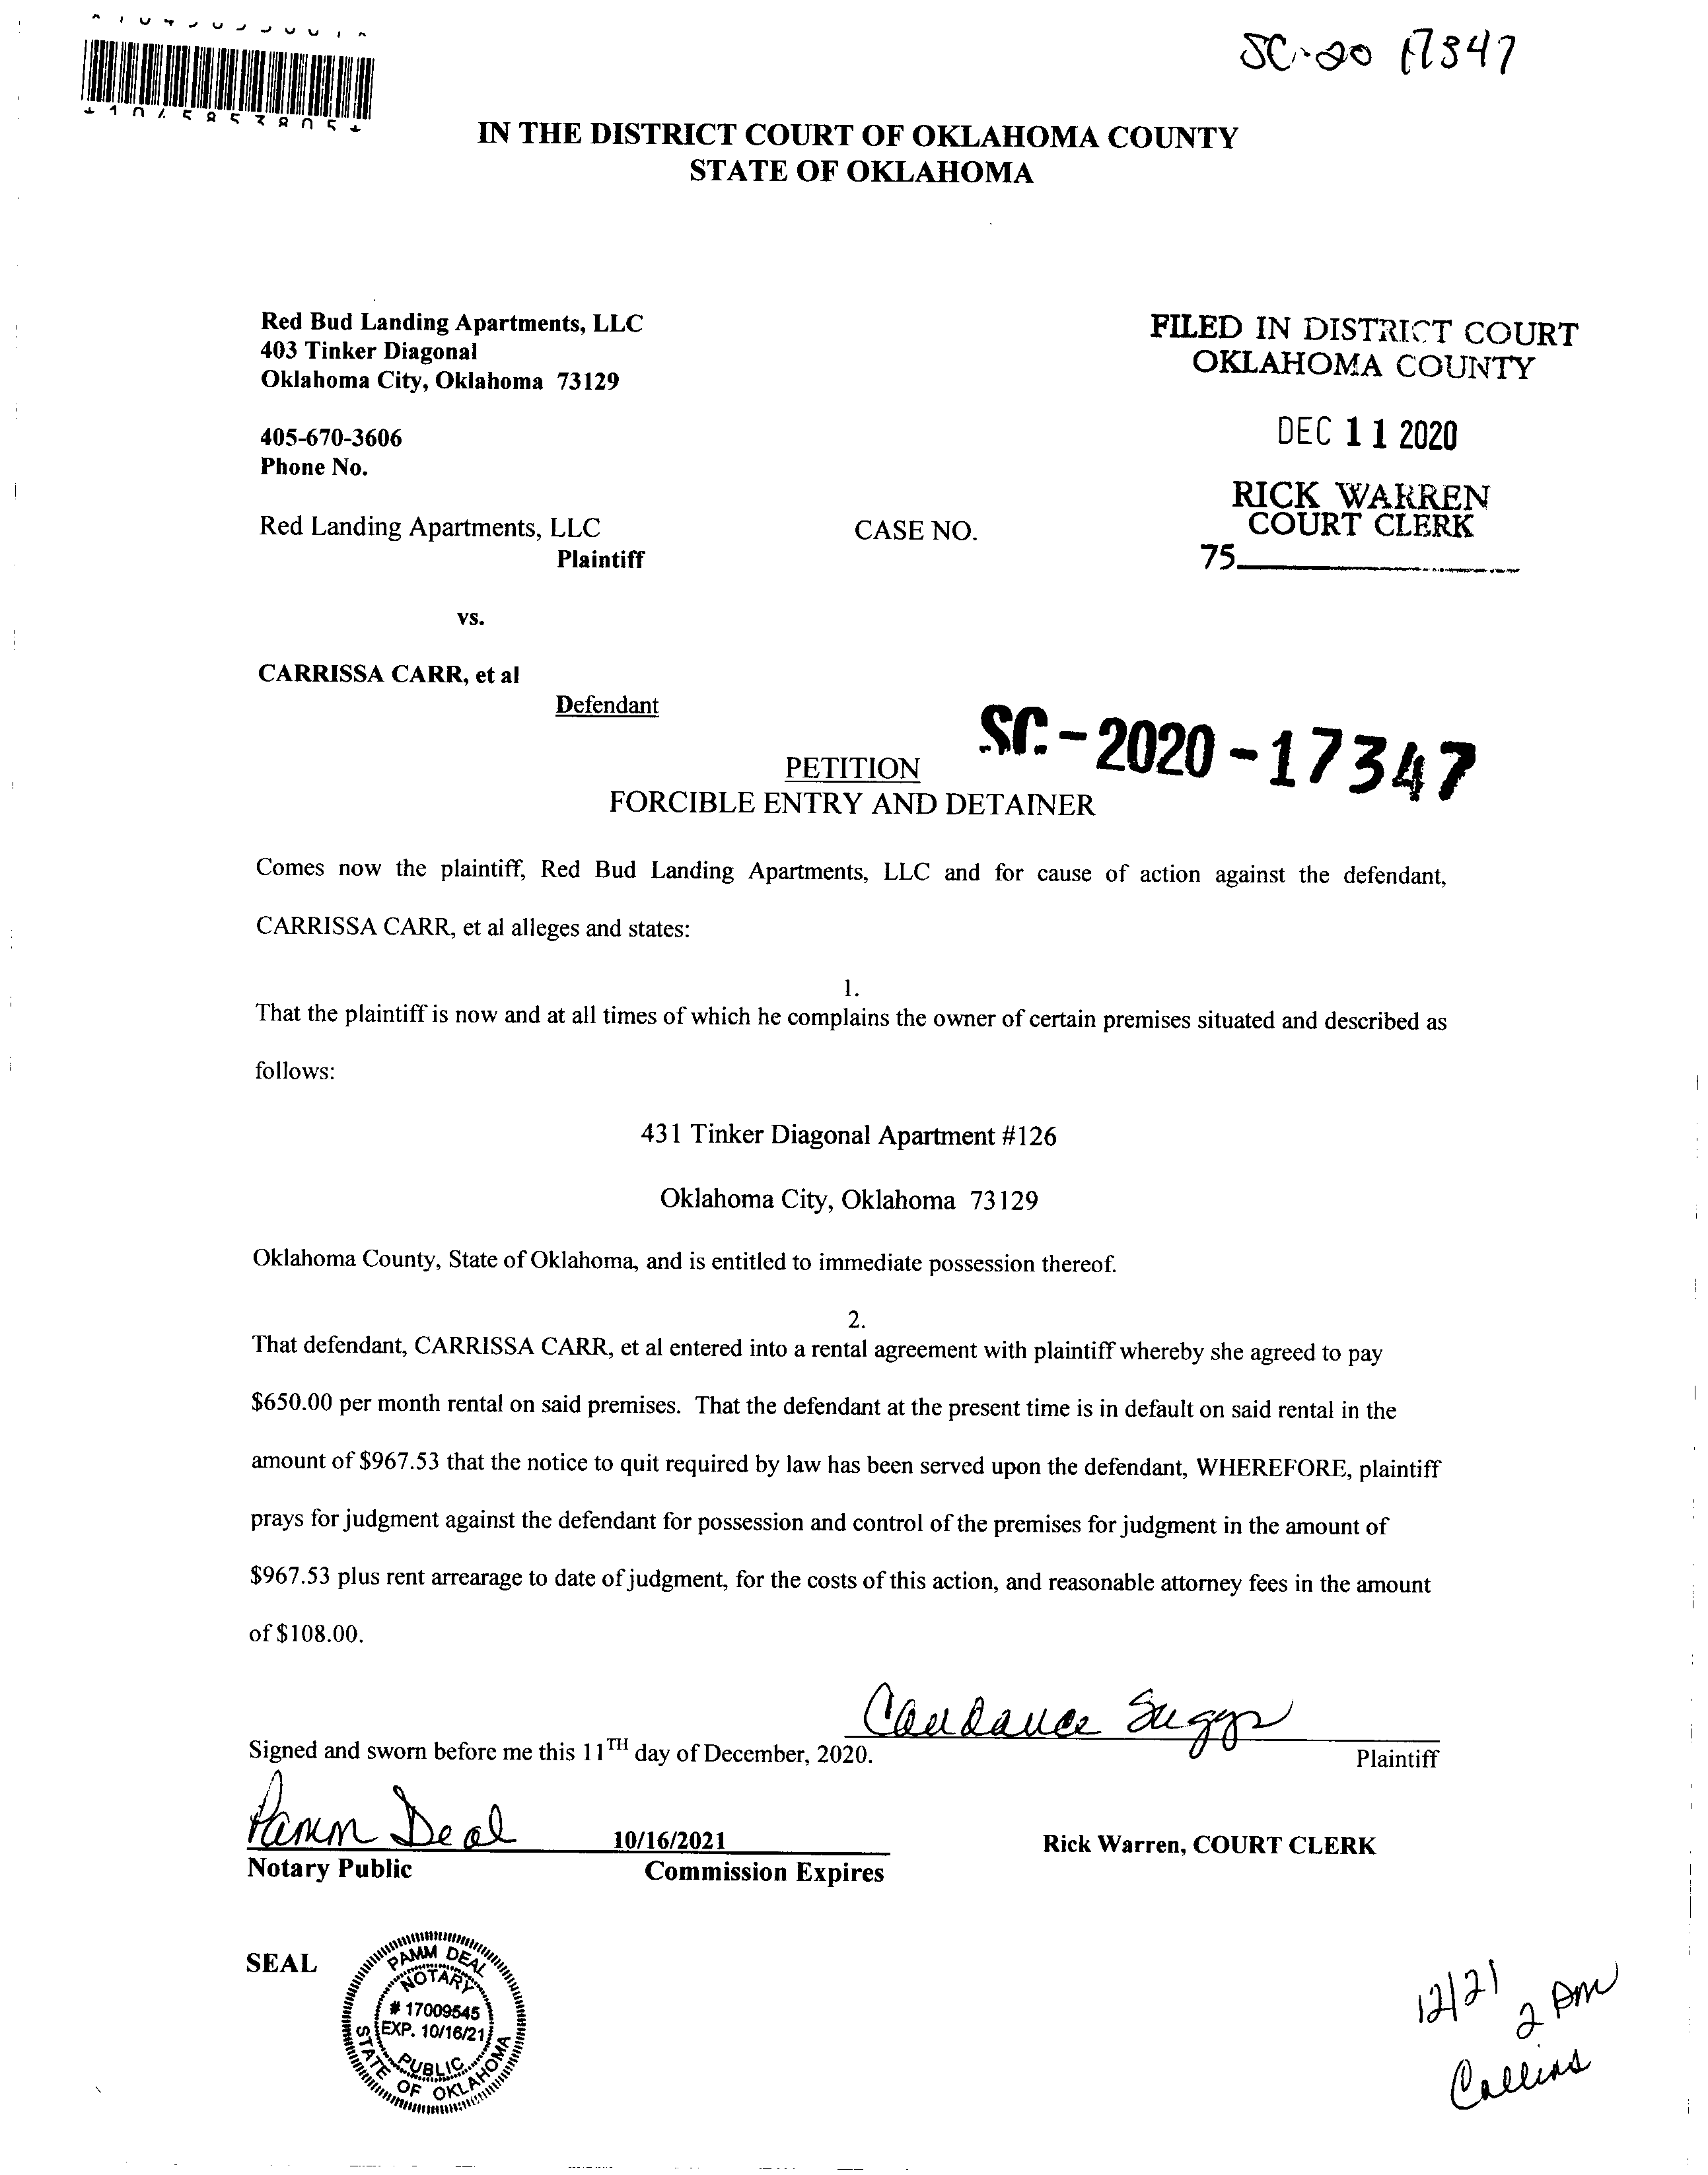 SC-20 17347
*1045853805*
IN THE DISTRICT COURT OF OKLAHOMA COUNTY
STATE OF OKLAHOMA
Red Bud Landing Apartments, LLC
403 Tinker Diagonal
Oklahoma City, Oklahoma 73129
FILED IN DISTRICT COURT
OKLAHOMA COUNTY
DEC 11 2020
RICK WARREN
COURT CLERK
75
405-670-3606
Phone No.
Red Landing Apartments, LLC
CASE NO.
Plaintiff
vs.
CARRISSA CARR, et al
Defendant
SC-2020-17347
PETITION
FORCIBLE ENTRY AND DETAINER
Comes now the plaintiff, Red Bud Landing Apartments, LLC and for cause of action against the defendant,
CARRISSA CARR, et al alleges and states:
1.
That the plaintiff is now and at all times of which he complains the owner of certain premises situated and described as
follows:
431 Tinker Diagonal Apartment #126
Oklahoma City, Oklahoma 73129
Oklahoma County, State of Oklahoma, and is entitled to immediate possession thereof.
2.
That defendant, CARRISSA CARR, et al entered into a rental agreement with plaintiff whereby she agreed to pay
$650.00 per month rental on said premises. That the defendant at the present time is in default on said rental in the
amount of $967.53 that the notice to quit required by law has been served upon the defendant, WHEREFORE, plaintiff
prays for judgment against the defendant for possession and control of the premises for judgment in the amount of
$967.53 plus rent arrearage to date of judgment, for the costs of this action, and reasonable attorney fees in the amount
of $108.00.
Candance Suggs
Signed and sworn before me this 11TH day of December, 2020.
Plaintiff
Pamm Deal
10/16/2021
Rick Warren, COURT CLERK
Notary Public
Commission Expires
SEAL
PAMM DEAL
NOTARY
# 17009545
EXP. 10/16/21
PUBLIC
STATE OF OKLAHOMA
12/21
2 PM
Collins